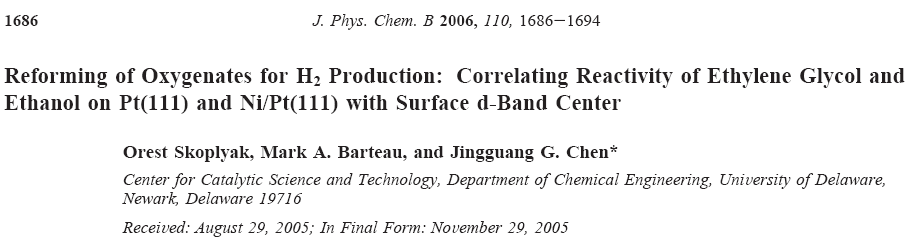 1686 J. Phys. Chem. B 2006, 110, 1686−1694
Reforming of Oxygenates for H₂ Production: Correlating Reactivity of Ethylene Glycol and
Ethanol on Pt(111) and Ni/Pt(111) with Surface d-Band Center
Orest Skoplyak, Mark A. Barteau, and Jingguang G. Chen*
Center for Catalytic Science and Technology, Department of Chemical Engineering, University of Delaware,
Newark, Delaware 19716
Received: August 29, 2005; In Final Form: November 29, 2005